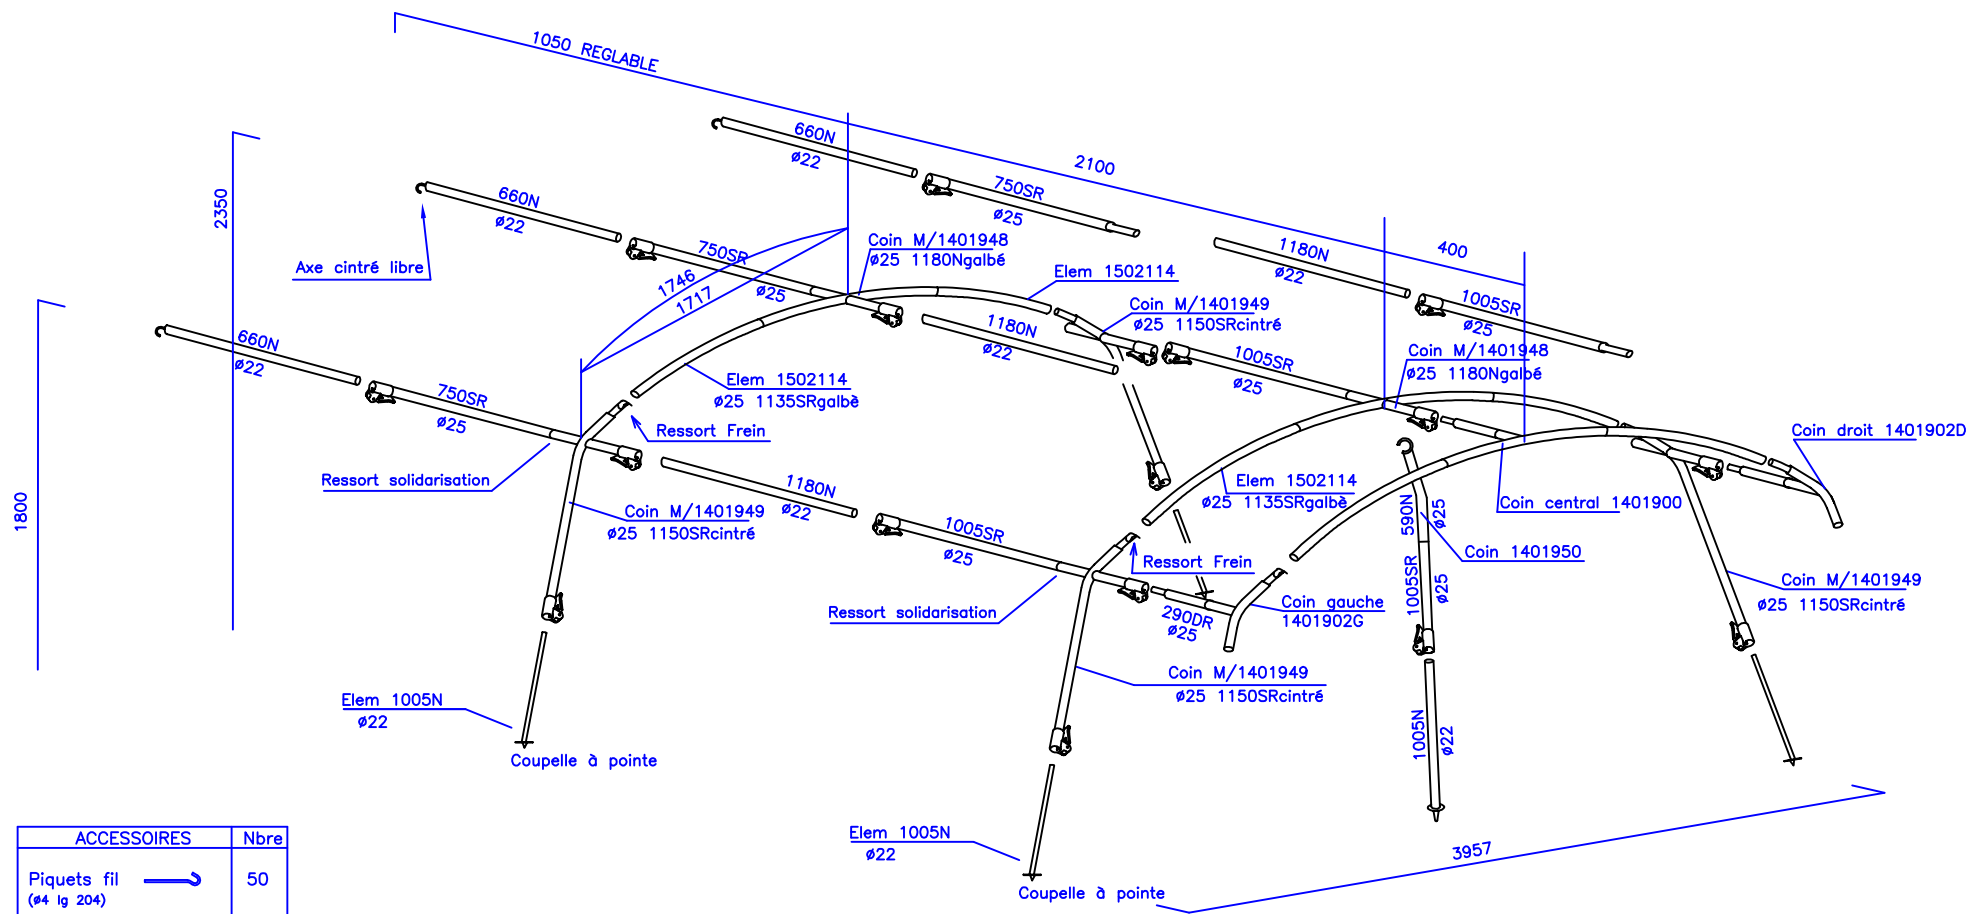 1050 REGLABLE
660N
ø22
2100
2350
660N
ø22
750SR
ø25
400
1180N
ø22
Axe cintré libre
750SR
ø25
Coin M/1401948
ø25 1180Ngalbé
Elem 1502114
1746
1717
Coin M/1401949
ø25 1150SRcintré
1005SR
ø25
660N
ø22
1180N
ø22
1005SR
ø25
Coin M/1401948
ø25 1180Ngalbé
750SR
ø25
Elem 1502114
ø25 1135SRgalbè
Ressort Frein
Coin droit 1401902D
Ressort solidarisation
1180N
ø22
Elem 1502114
ø25 1135SRgalbè
590N
ø25
Coin central 1401900
1800
Coin M/1401949
ø25 1150SRcintré
1005SR
ø25
Coin 1401950
Ressort Frein
1005SR
ø25
Coin M/1401949
ø25 1150SRcintré
Ressort solidarisation
290DR
ø25
Coin gauche
1401902G
Coin M/1401949
ø25 1150SRcintré
Elem 1005N
ø22
1005N
ø22
Coupelle à pointe
Elem 1005N
ø22
3957
Coupelle à pointe
ACCESSOIRES Nbre
Piquets fil 50
(ø4 lg 204)